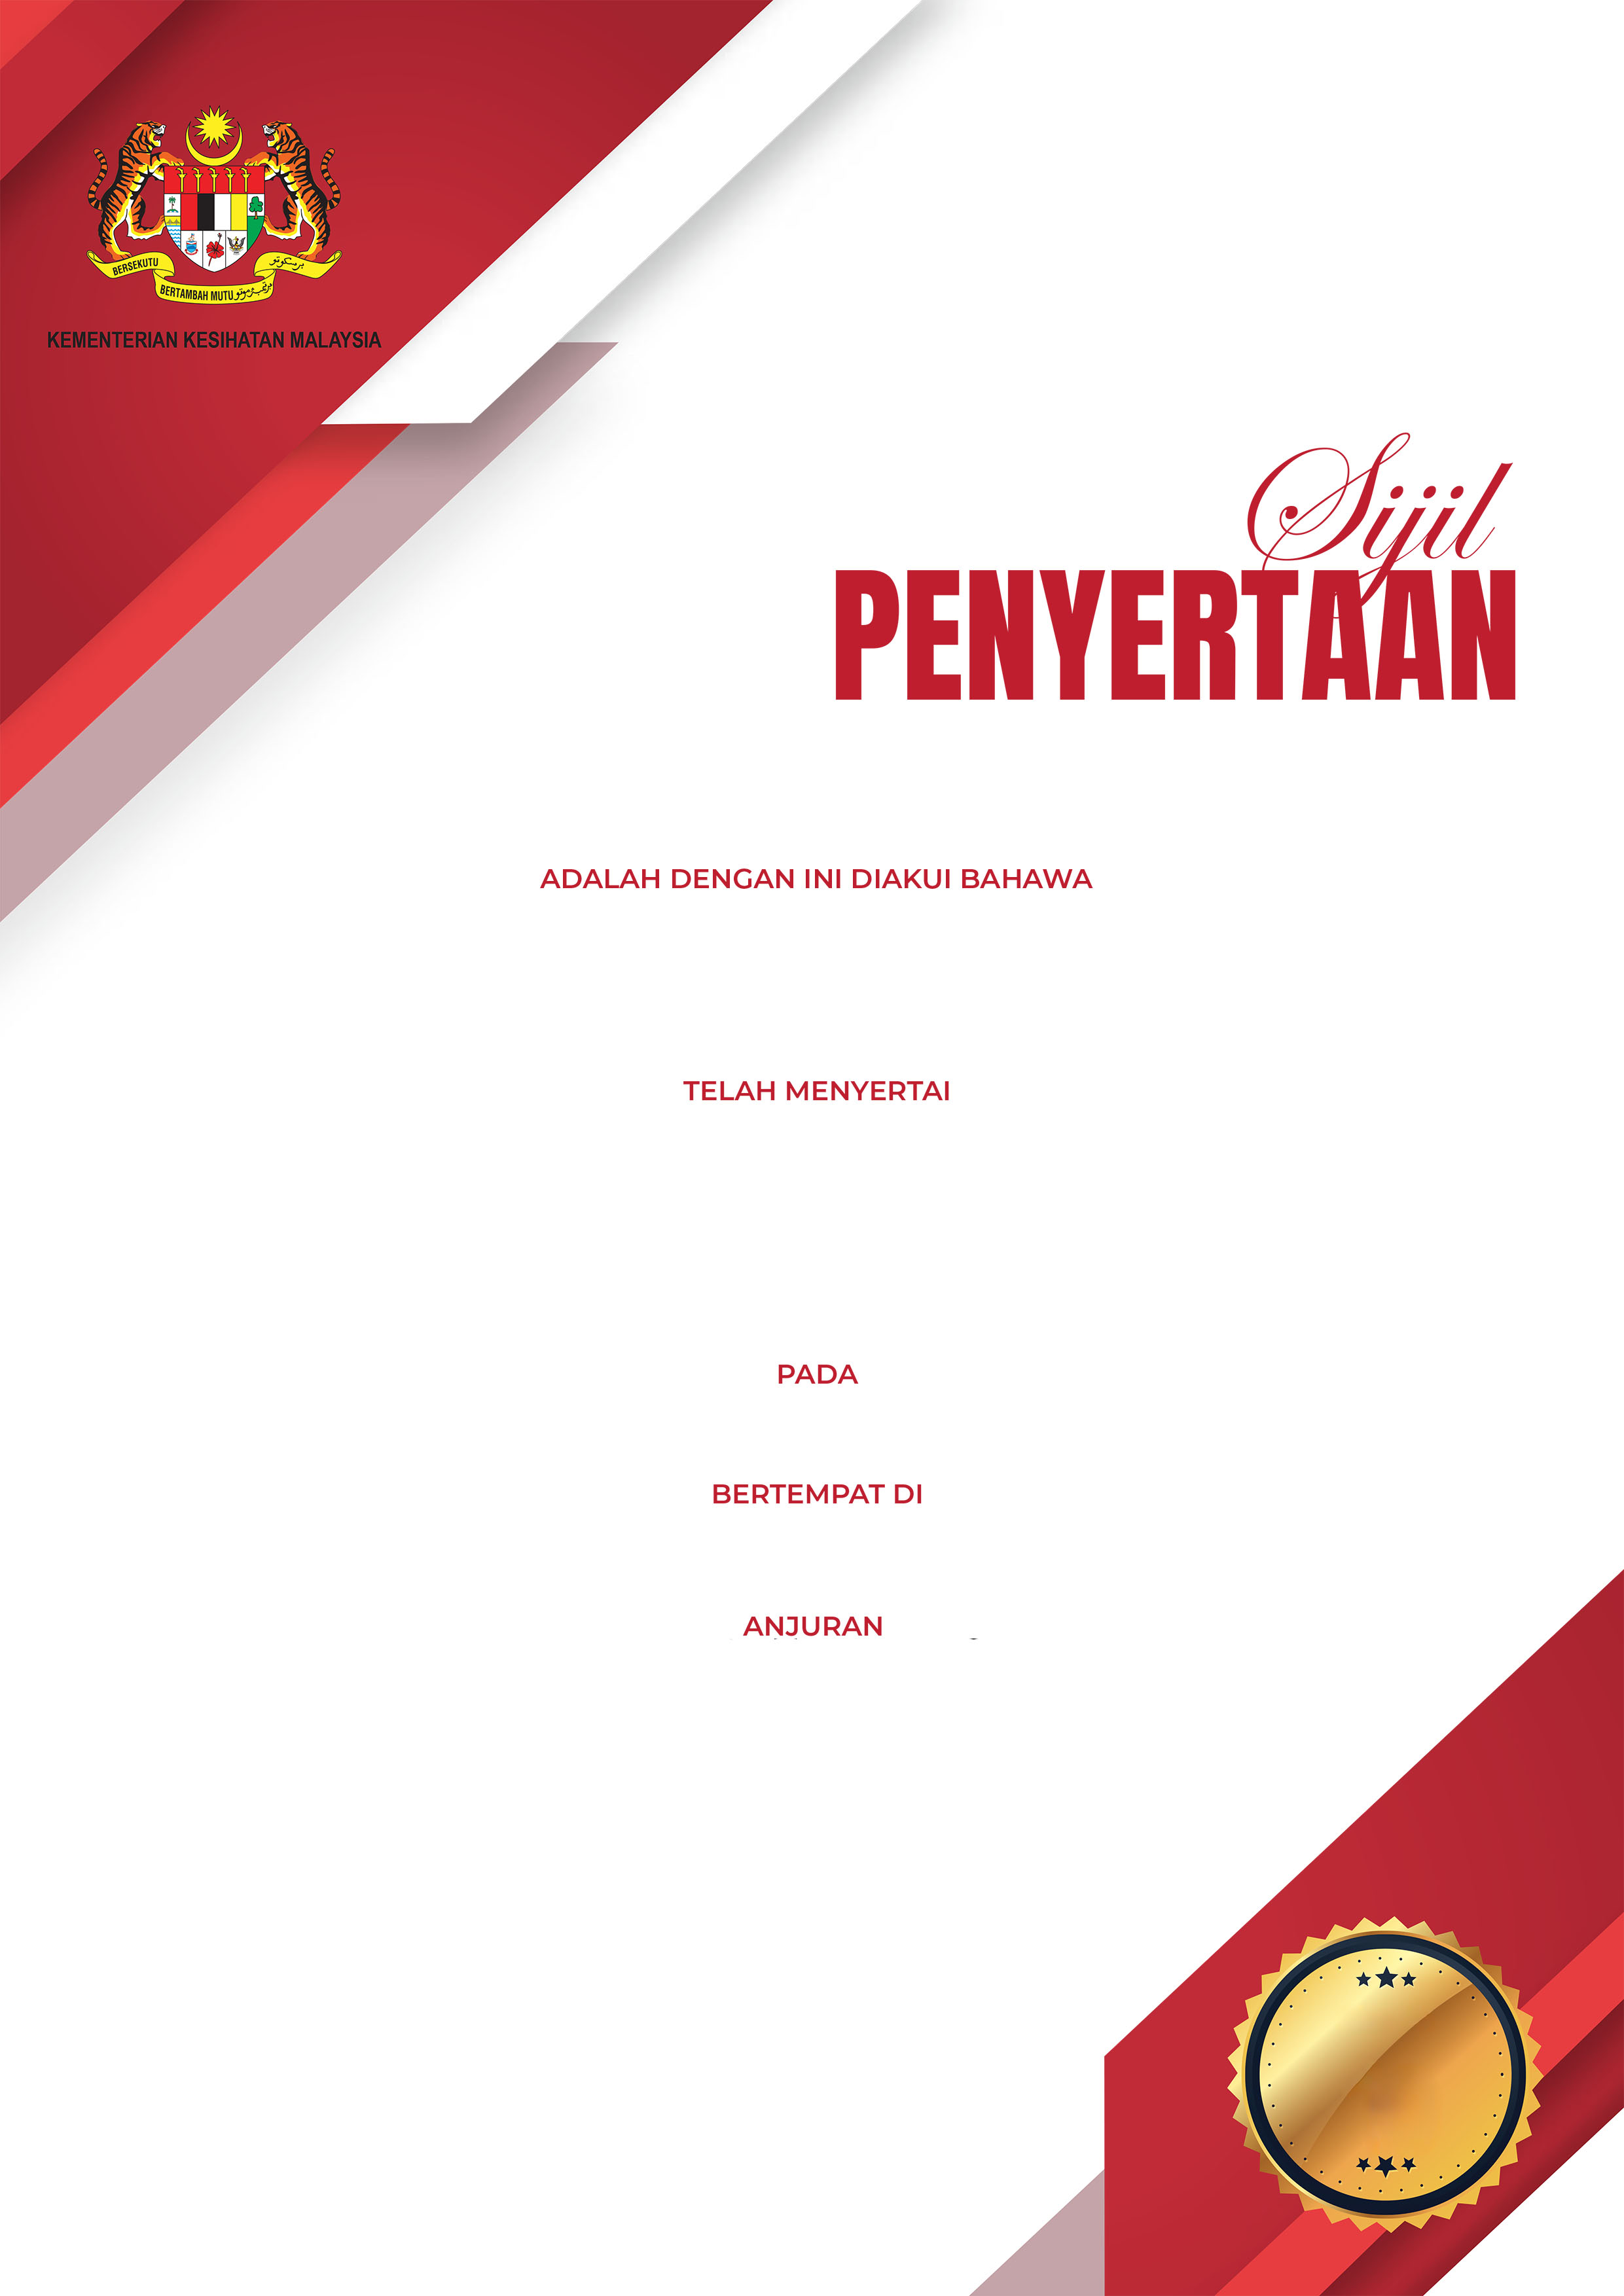 BERSEKUTU
BERTAMBAH MUTU
KEMENTERIAN KESIHATAN MALAYSIA
Sijil
PENYERTAAN
ADALAH DENGAN INI DIAKUI BAHAWA
TELAH MENYERTAI
PADA
BERTEMPAT DI
ANJURAN